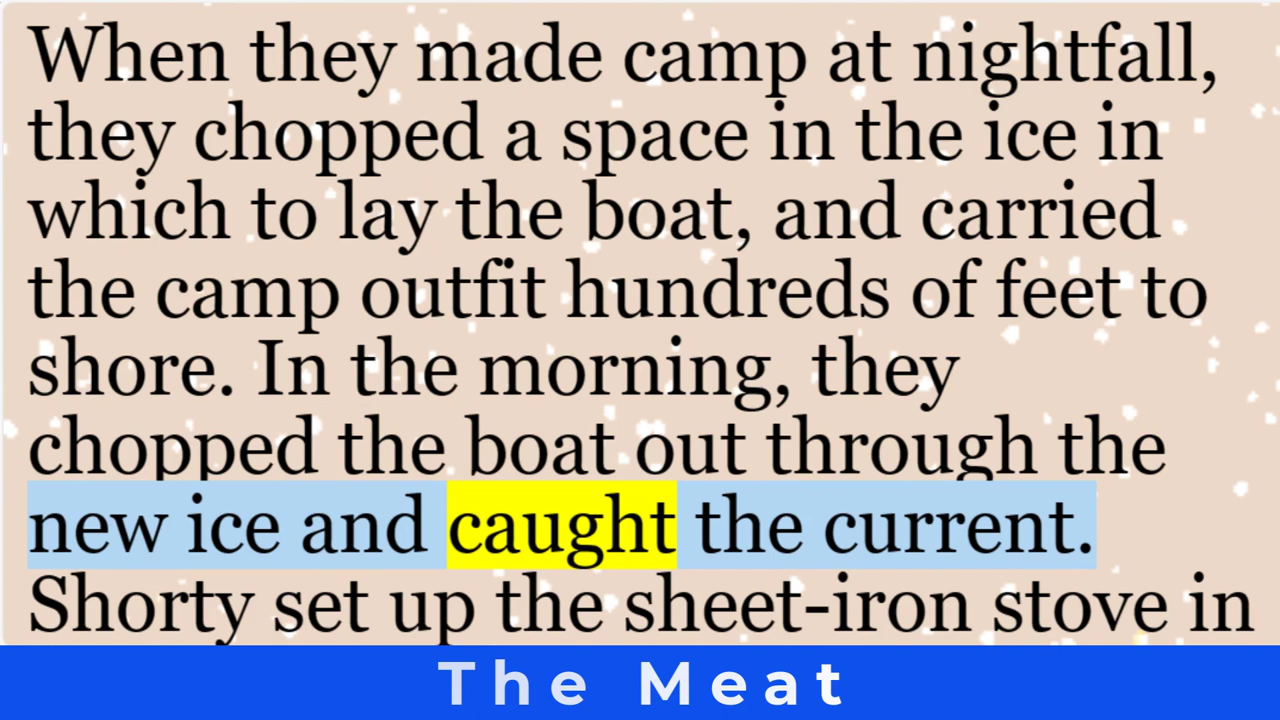 When they made camp at nightfall,
they chopped a space in the ice in
which to lay the boat, and carried
the camp outfit hundreds of feet to
shore. In the morning, they
chopped the boat out through the
new ice and caught the current.
Shorty set up the sheet-iron stove in
The Meat